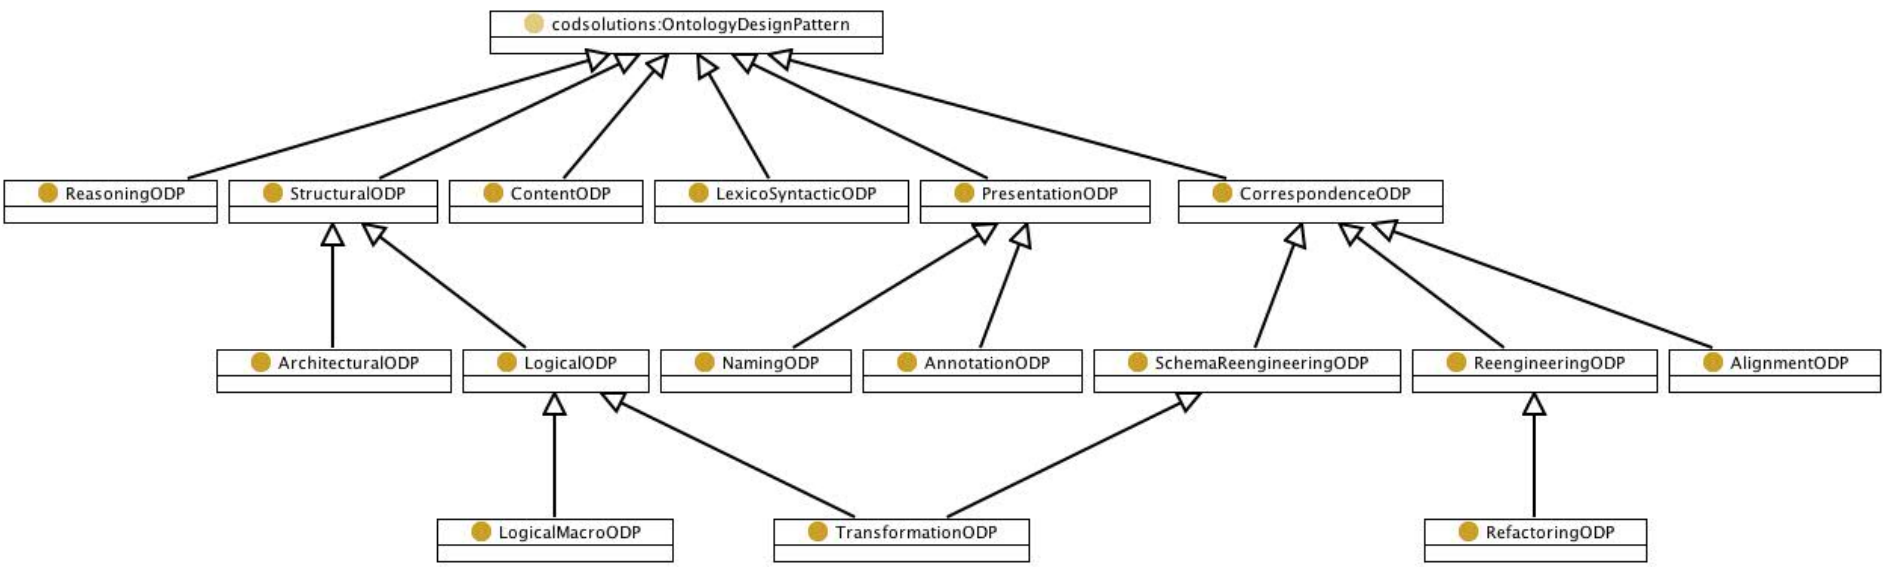 codsolutions:OntologyDesignPattern
ReasoningODP
StructuralODP
ContentODP
LexicoSyntacticODP
PresentationODP
CorrespondenceODP
ArchitecturalODP
LogicalODP
NamingODP
AnnotationODP
SchemaReengineeringODP
ReengineeringODP
AlignmentODP
LogicalMacroODP
TransformationODP
RefactoringODP